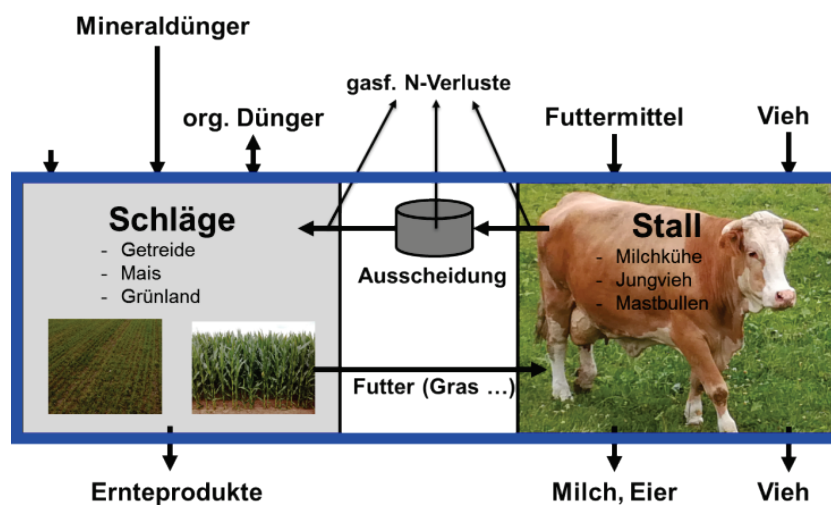 Mineraldünger
gasf. N-Verluste
org. Dünger
Futtermittel
Vieh
Schläge
- Getreide
- Mais
- Grünland
Ausscheidung
Stall
- Milchkühe
- Jungvieh
- Mastbullen
Futter (Gras ...)
Ernteprodukte
Milch, Eier
Vieh